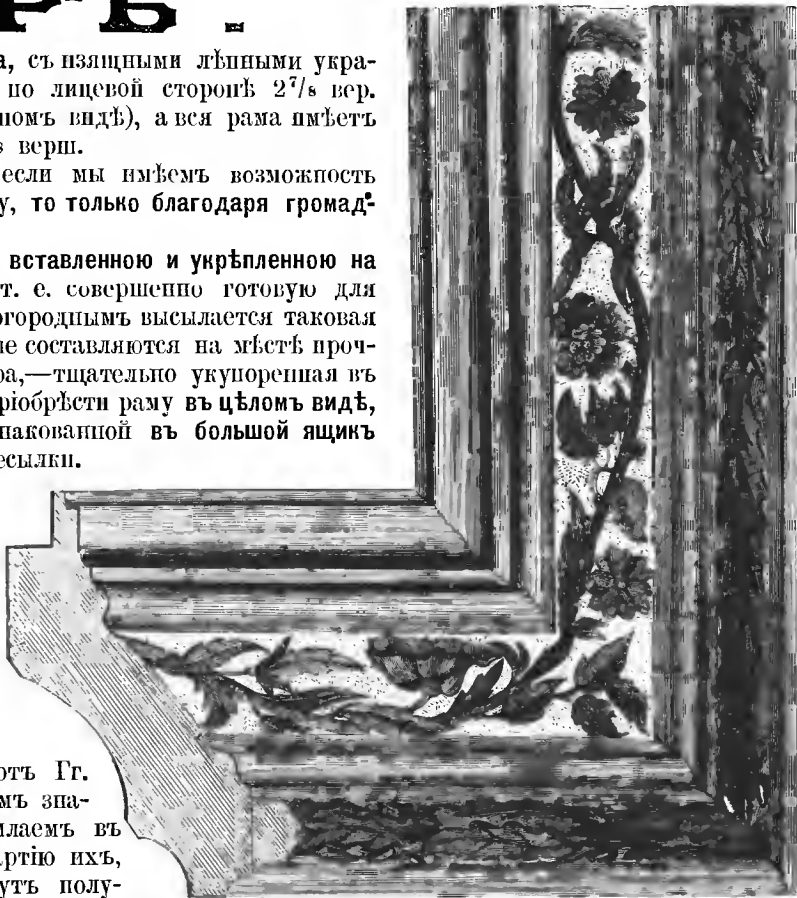 РЪ.
а, съ изящными лѣпными укра-
по лицевой сторонѣ 2⁷/₈ вер.
номъ видѣ), а вся рама имѣетъ
в верш.
если мы имѣемъ возможность
у, то только благодаря громад-
вставленною и укрѣпленною на
т. е. совершенно готовую для
огороднымъ высылается таковая
не составляются на мѣстѣ проч-
ра,—тщательно укупоренная въ
ріобрѣсти раму въ цѣломъ видѣ,
пакованной въ большой ящикъ
есылки.
отъ Гг.
мъ зна-
илаемъ въ
артію ихъ,
утъ полу-